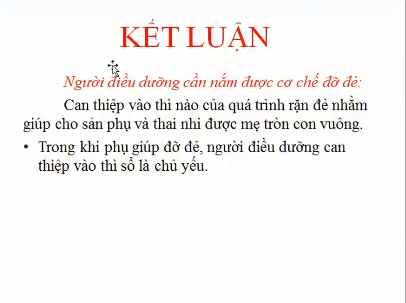 KẾT LUẬN
Người điều dưỡng cần nắm được cơ chế đỡ đẻ:
Can thiệp vào thì nào của quá trình rặn đẻ nhằm
giúp cho sản phụ và thai nhi được mẹ tròn con vuông.
• Trong khi phụ giúp đỡ đẻ, người điều dưỡng can
thiệp vào thì sổ là chủ yếu.